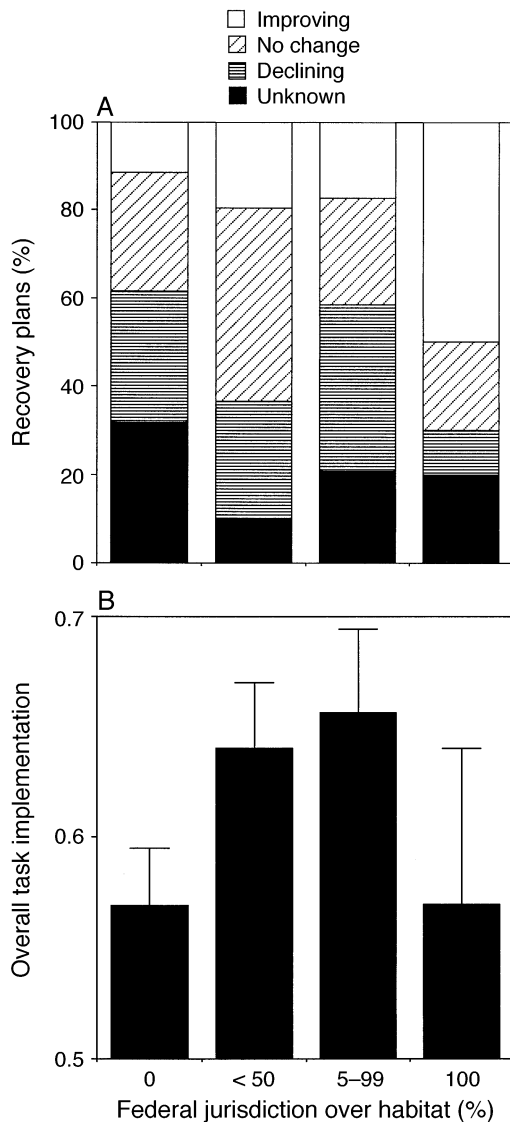 Improving
No change
Declining
Unknown
A
100
80
60
40
20
0
Recovery plans (%)
B
0.7
0.6
0.5
Overall task implementation
0 < 50 5–99 100
Federal jurisdiction over habitat (%)